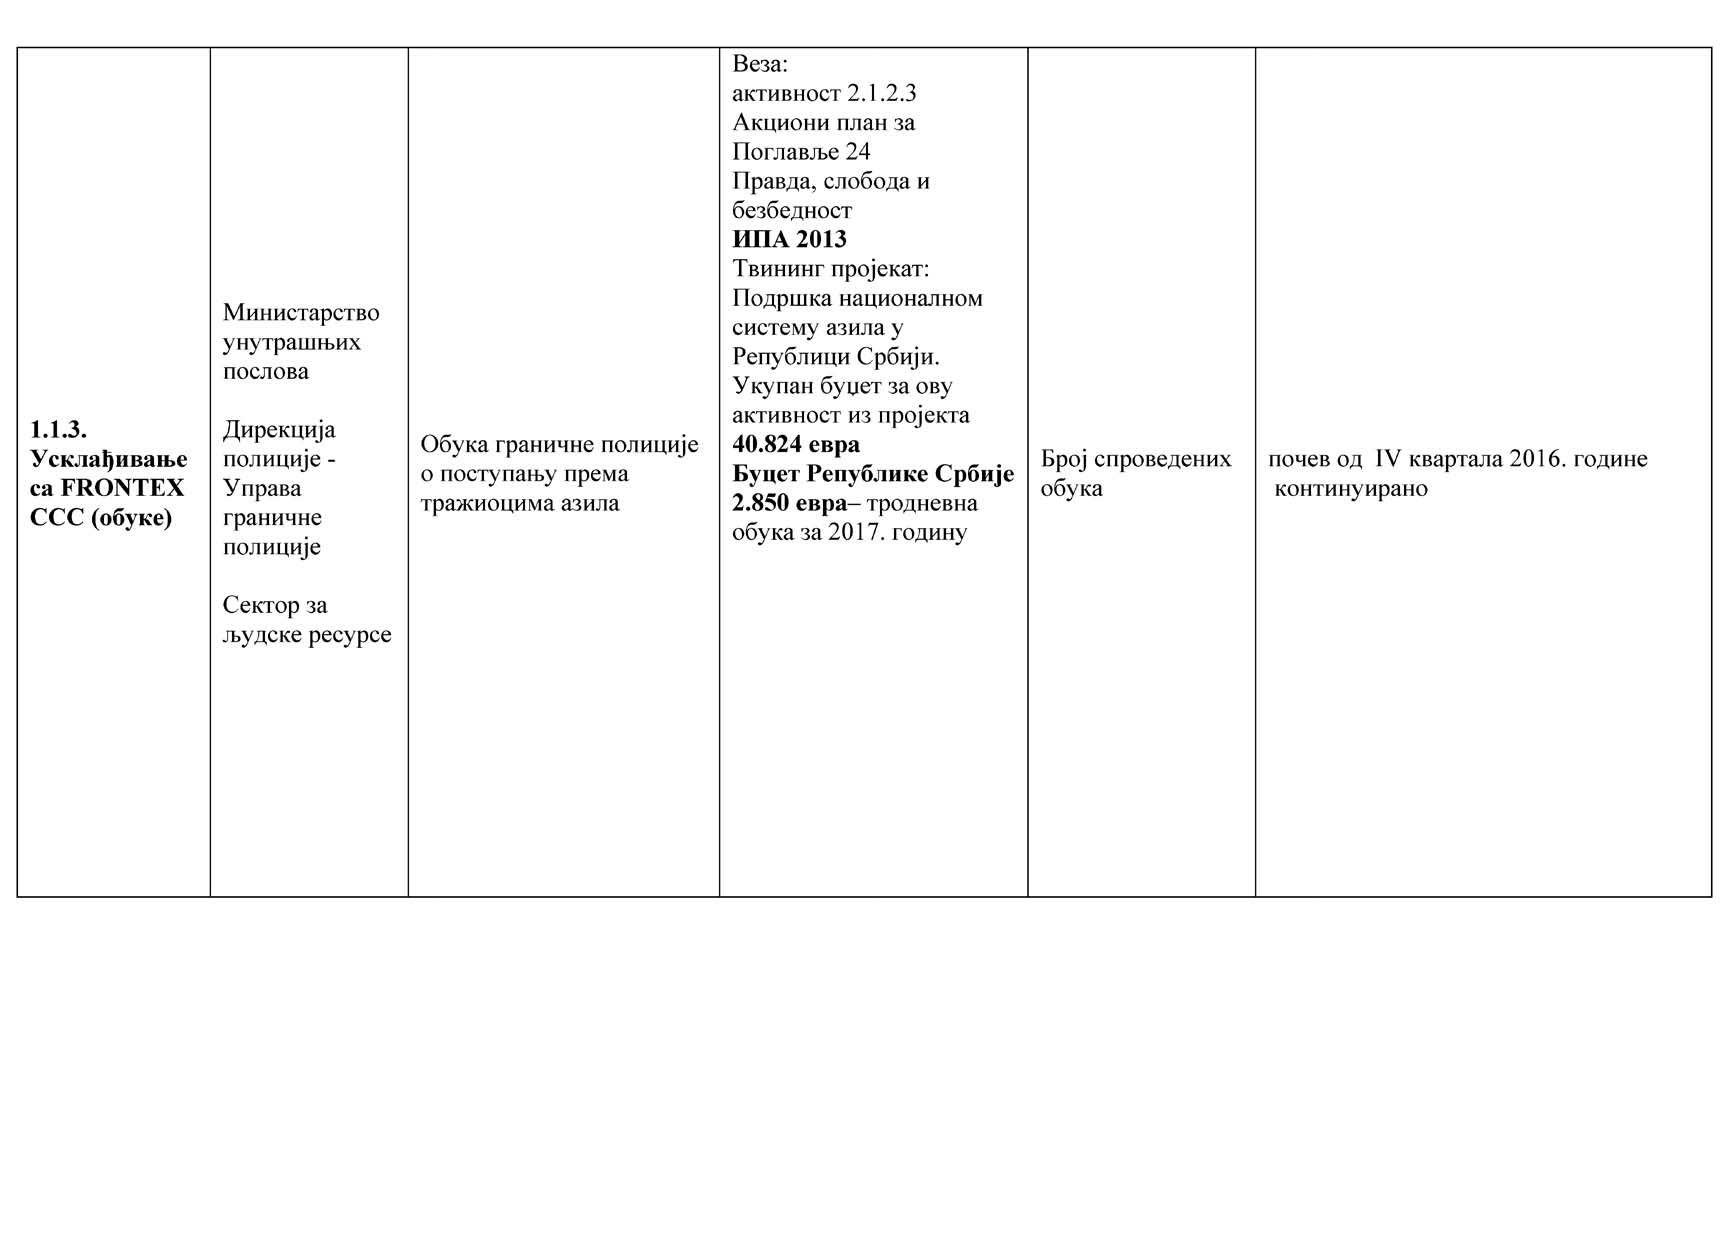 1.1.3.
Усклађивање
са FRONTEX
CCC (обуке)
Министарство
унутрашњих
послова
Дирекција
полиције -
Управа
граничне
полиције
Сектор за
људске ресурсе
Обука граничне полиције
о поступању према
тражиоцима азила
Веза:
активност 2.1.2.3
Акциони план за
Поглавље 24
Правда, слобода и
безбедност
ИПА 2013
Твининг пројекат:
Подршка националном
систему азила у
Републици Србији.
Укупан буџет за ову
активност из пројекта
40.824 евра
Буцет Републике Србије
2.850 евра– тродневна
обука за 2017. годину
Број спроведених
обука
почев од  IV квартала 2016. године
континуирано